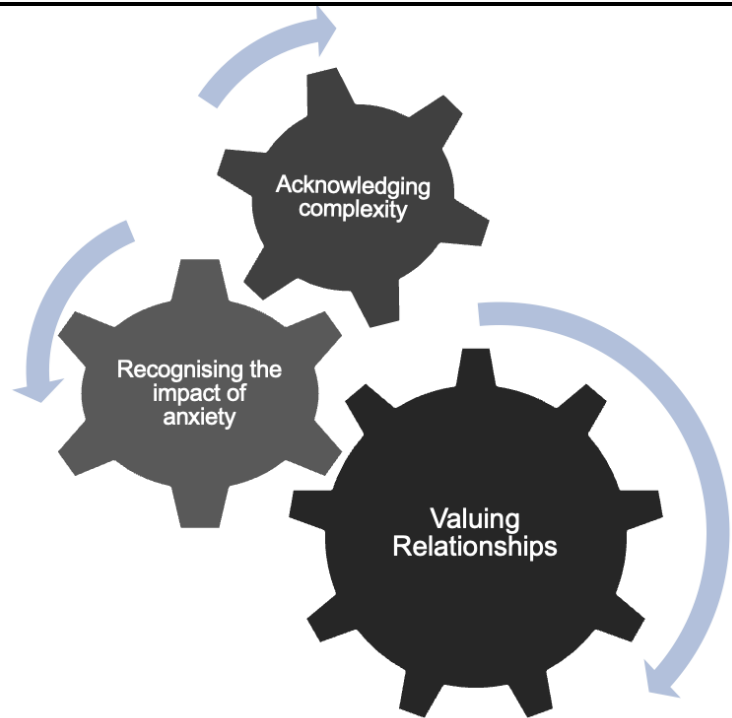 Acknowledging
complexity
Recognising the
impact of
anxiety
Valuing
Relationships